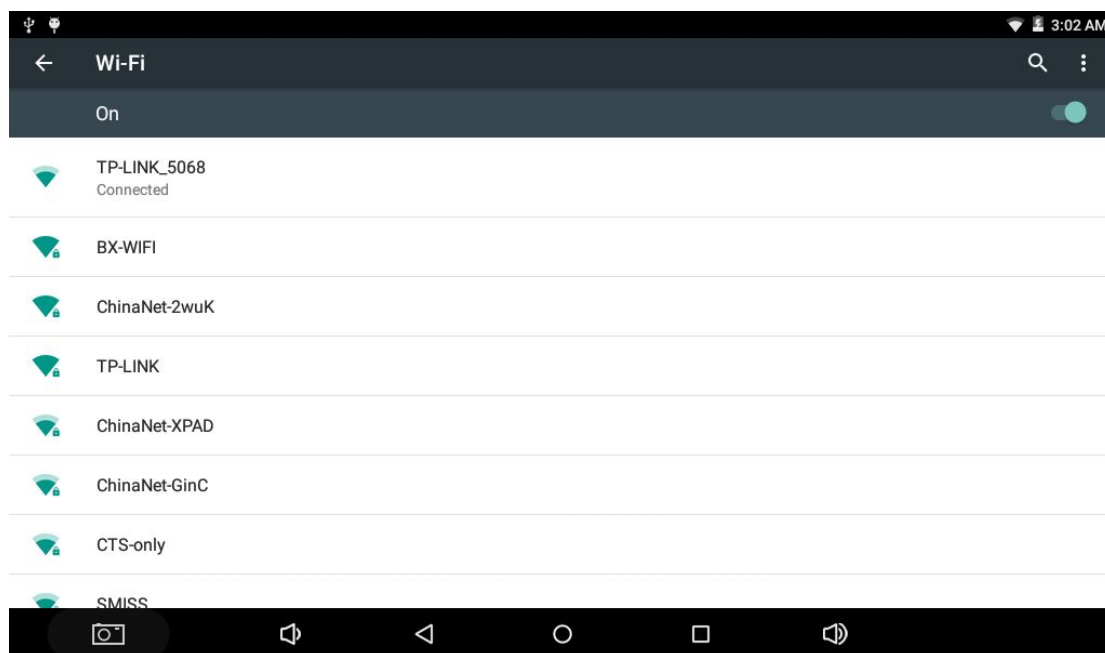 3:02 AM
Wi-Fi
On
TP-LINK_5068
Connected
BX-WIFI
ChinaNet-2wuK
TP-LINK
ChinaNet-XPAD
ChinaNet-GinC
CTS-only
SMISS